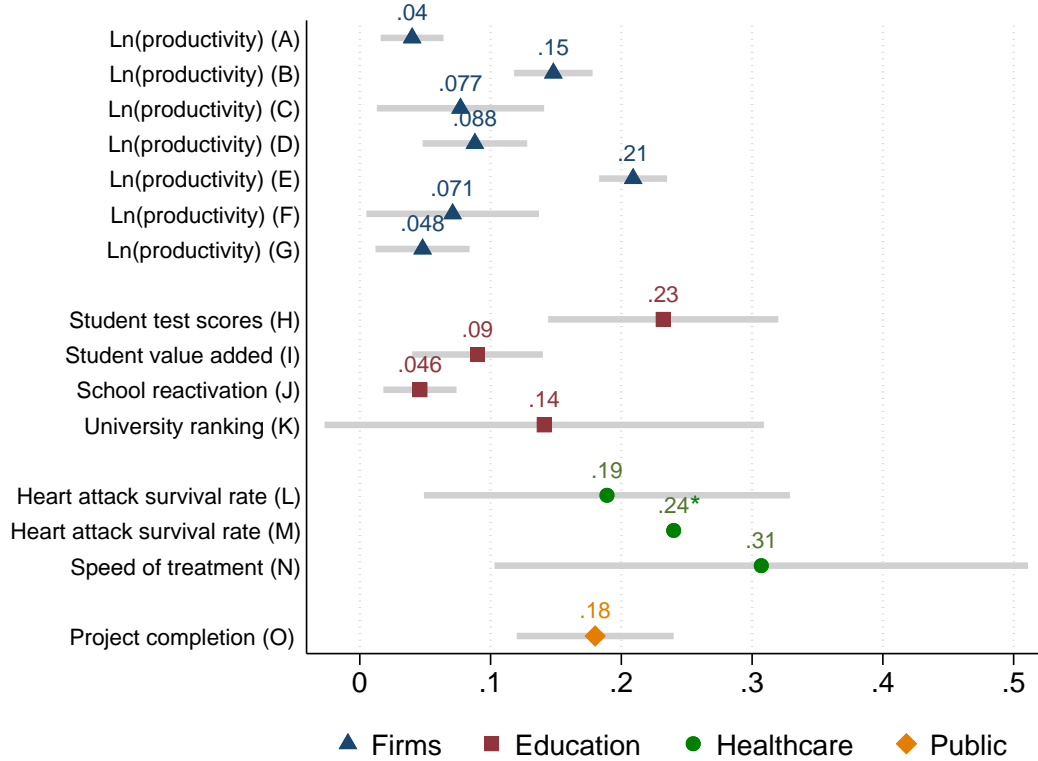 .04
Ln(productivity) (A)
.15
Ln(productivity) (B)
.077
Ln(productivity) (C)
.088
Ln(productivity) (D)
.21
Ln(productivity) (E)
.071
Ln(productivity) (F)
.048
Ln(productivity) (G)
.23
Student test scores (H)
.09
Student value added (I)
.046
School reactivation (J)
.14
University ranking (K)
.19
Heart attack survival rate (L)
.24*
Heart attack survival rate (M)
.31
Speed of treatment (N)
.18
Project completion (O)
0 .1 .2 .3 .4 .5
Firms Education Healthcare Public